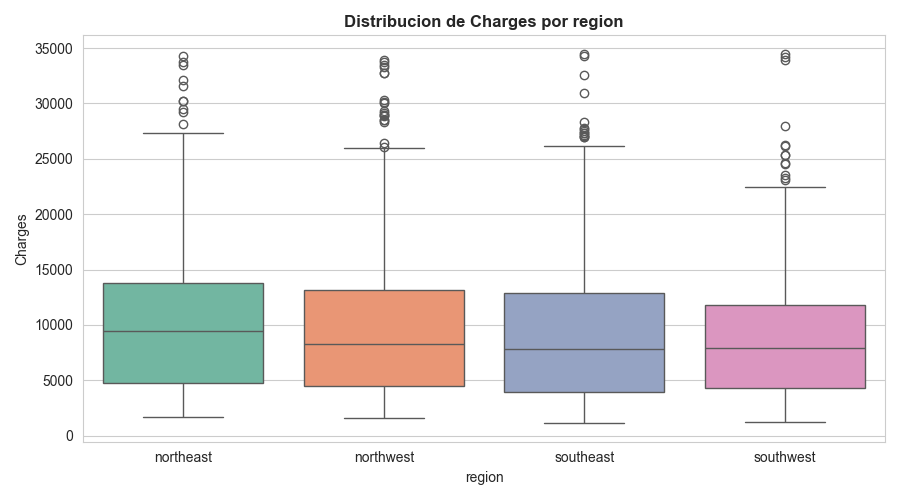 Distribucion de Charges por region
35000
30000
25000
20000
15000
10000
5000
0
Charges
northeast
northwest
southeast
southwest
region